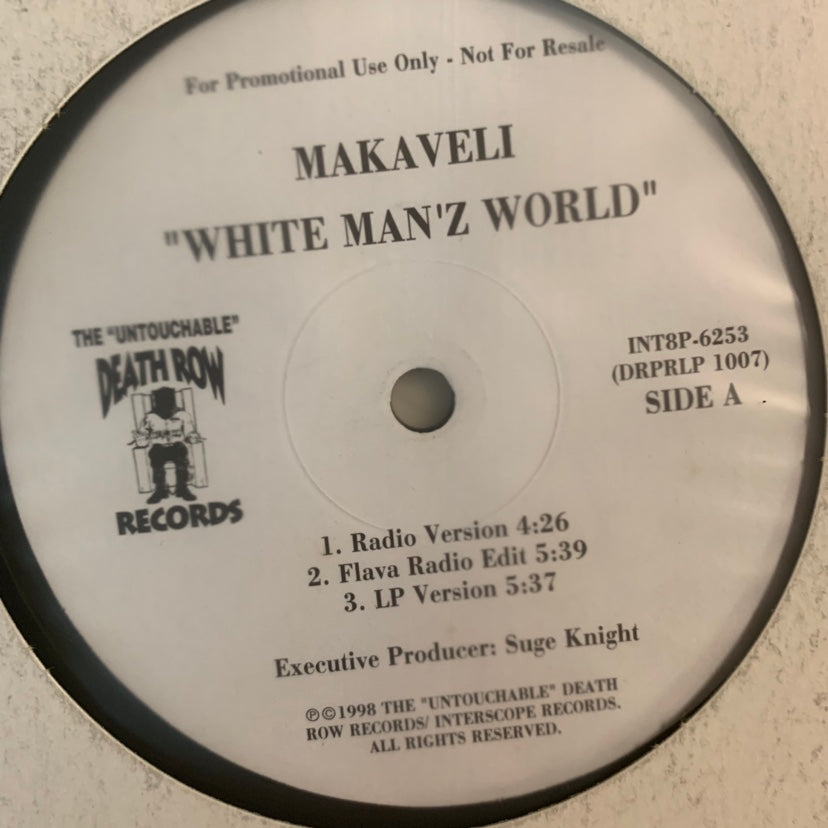 For Promotional Use Only - Not For Resale
MAKAVELI
"WHITE MAN'Z WORLD"
THE "UNTOUCHABLE"
DEATH ROW
RECORDS
INT8P-6253
(DRPRLP 1007)
SIDE A
1. Radio Version 4:26
2. Flava Radio Edit 5:39
3. LP Version 5:37
Executive Producer: Suge Knight
℗©1998 THE "UNTOUCHABLE" DEATH
ROW RECORDS/ INTERSCOPE RECORDS.
ALL RIGHTS RESERVED.